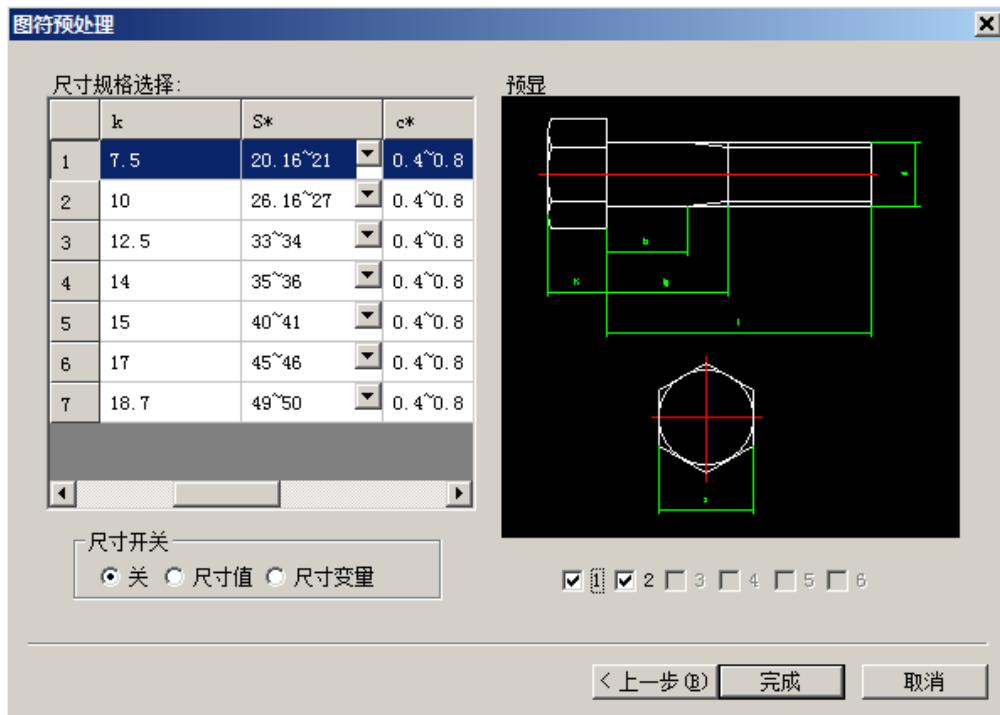 图符预处理
尺寸规格选择:
预显
k S* c*
1 7.5 20.16~21 0.4~0.8
2 10 26.16~27 0.4~0.8
3 12.5 33~34 0.4~0.8
4 14 35~36 0.4~0.8
5 15 40~41 0.4~0.8
6 17 45~46 0.4~0.8
7 18.7 49~50 0.4~0.8
尺寸开关
关 尺寸值 尺寸变量
1 2 3 4 5 6
< 上一步(B) 完成 取消